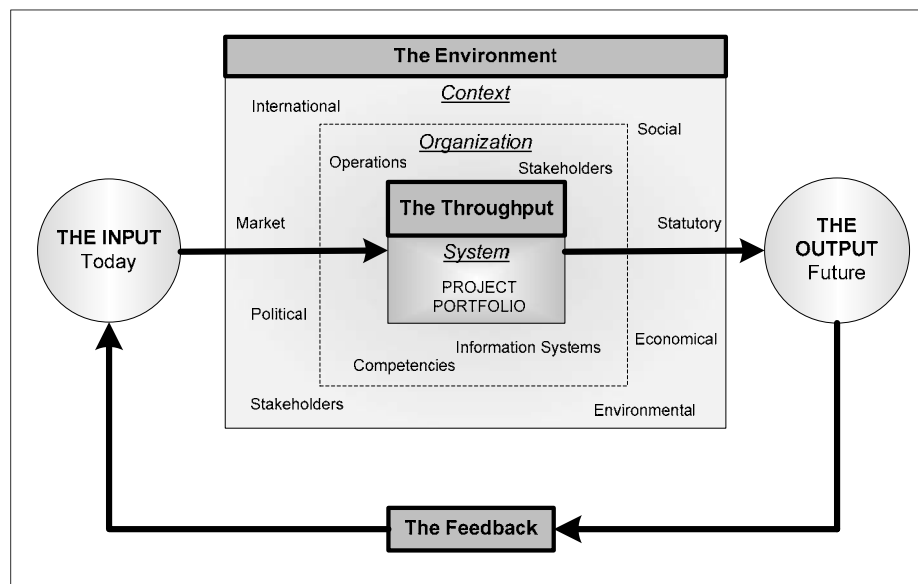 The Environment
Context
International
Social
Organization
Operations
Stakeholders
The Throughput
THE INPUT
Today
Market
Statutory
THE
OUTPUT
Future
System
PROJECT
PORTFOLIO
Political
Information Systems
Economical
Competencies
Stakeholders
Environmental
The Feedback